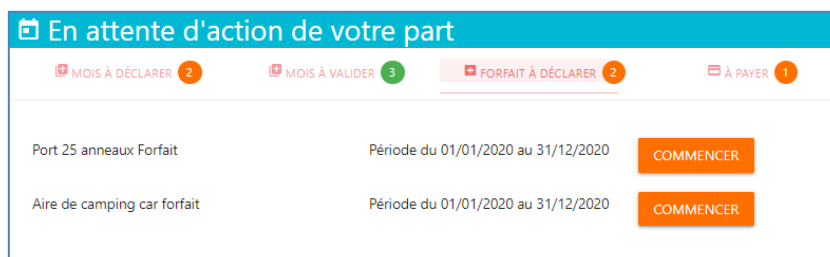 En attente d'action de votre part
MOIS À DÉCLARER 2 MOIS À VALIDER 3 FORFAIT À DÉCLARER 2 À PAYER 1
Port 25 anneaux Forfait Période du 01/01/2020 au 31/12/2020 COMMENCER
Aire de camping car forfait Période du 01/01/2020 au 31/12/2020 COMMENCER